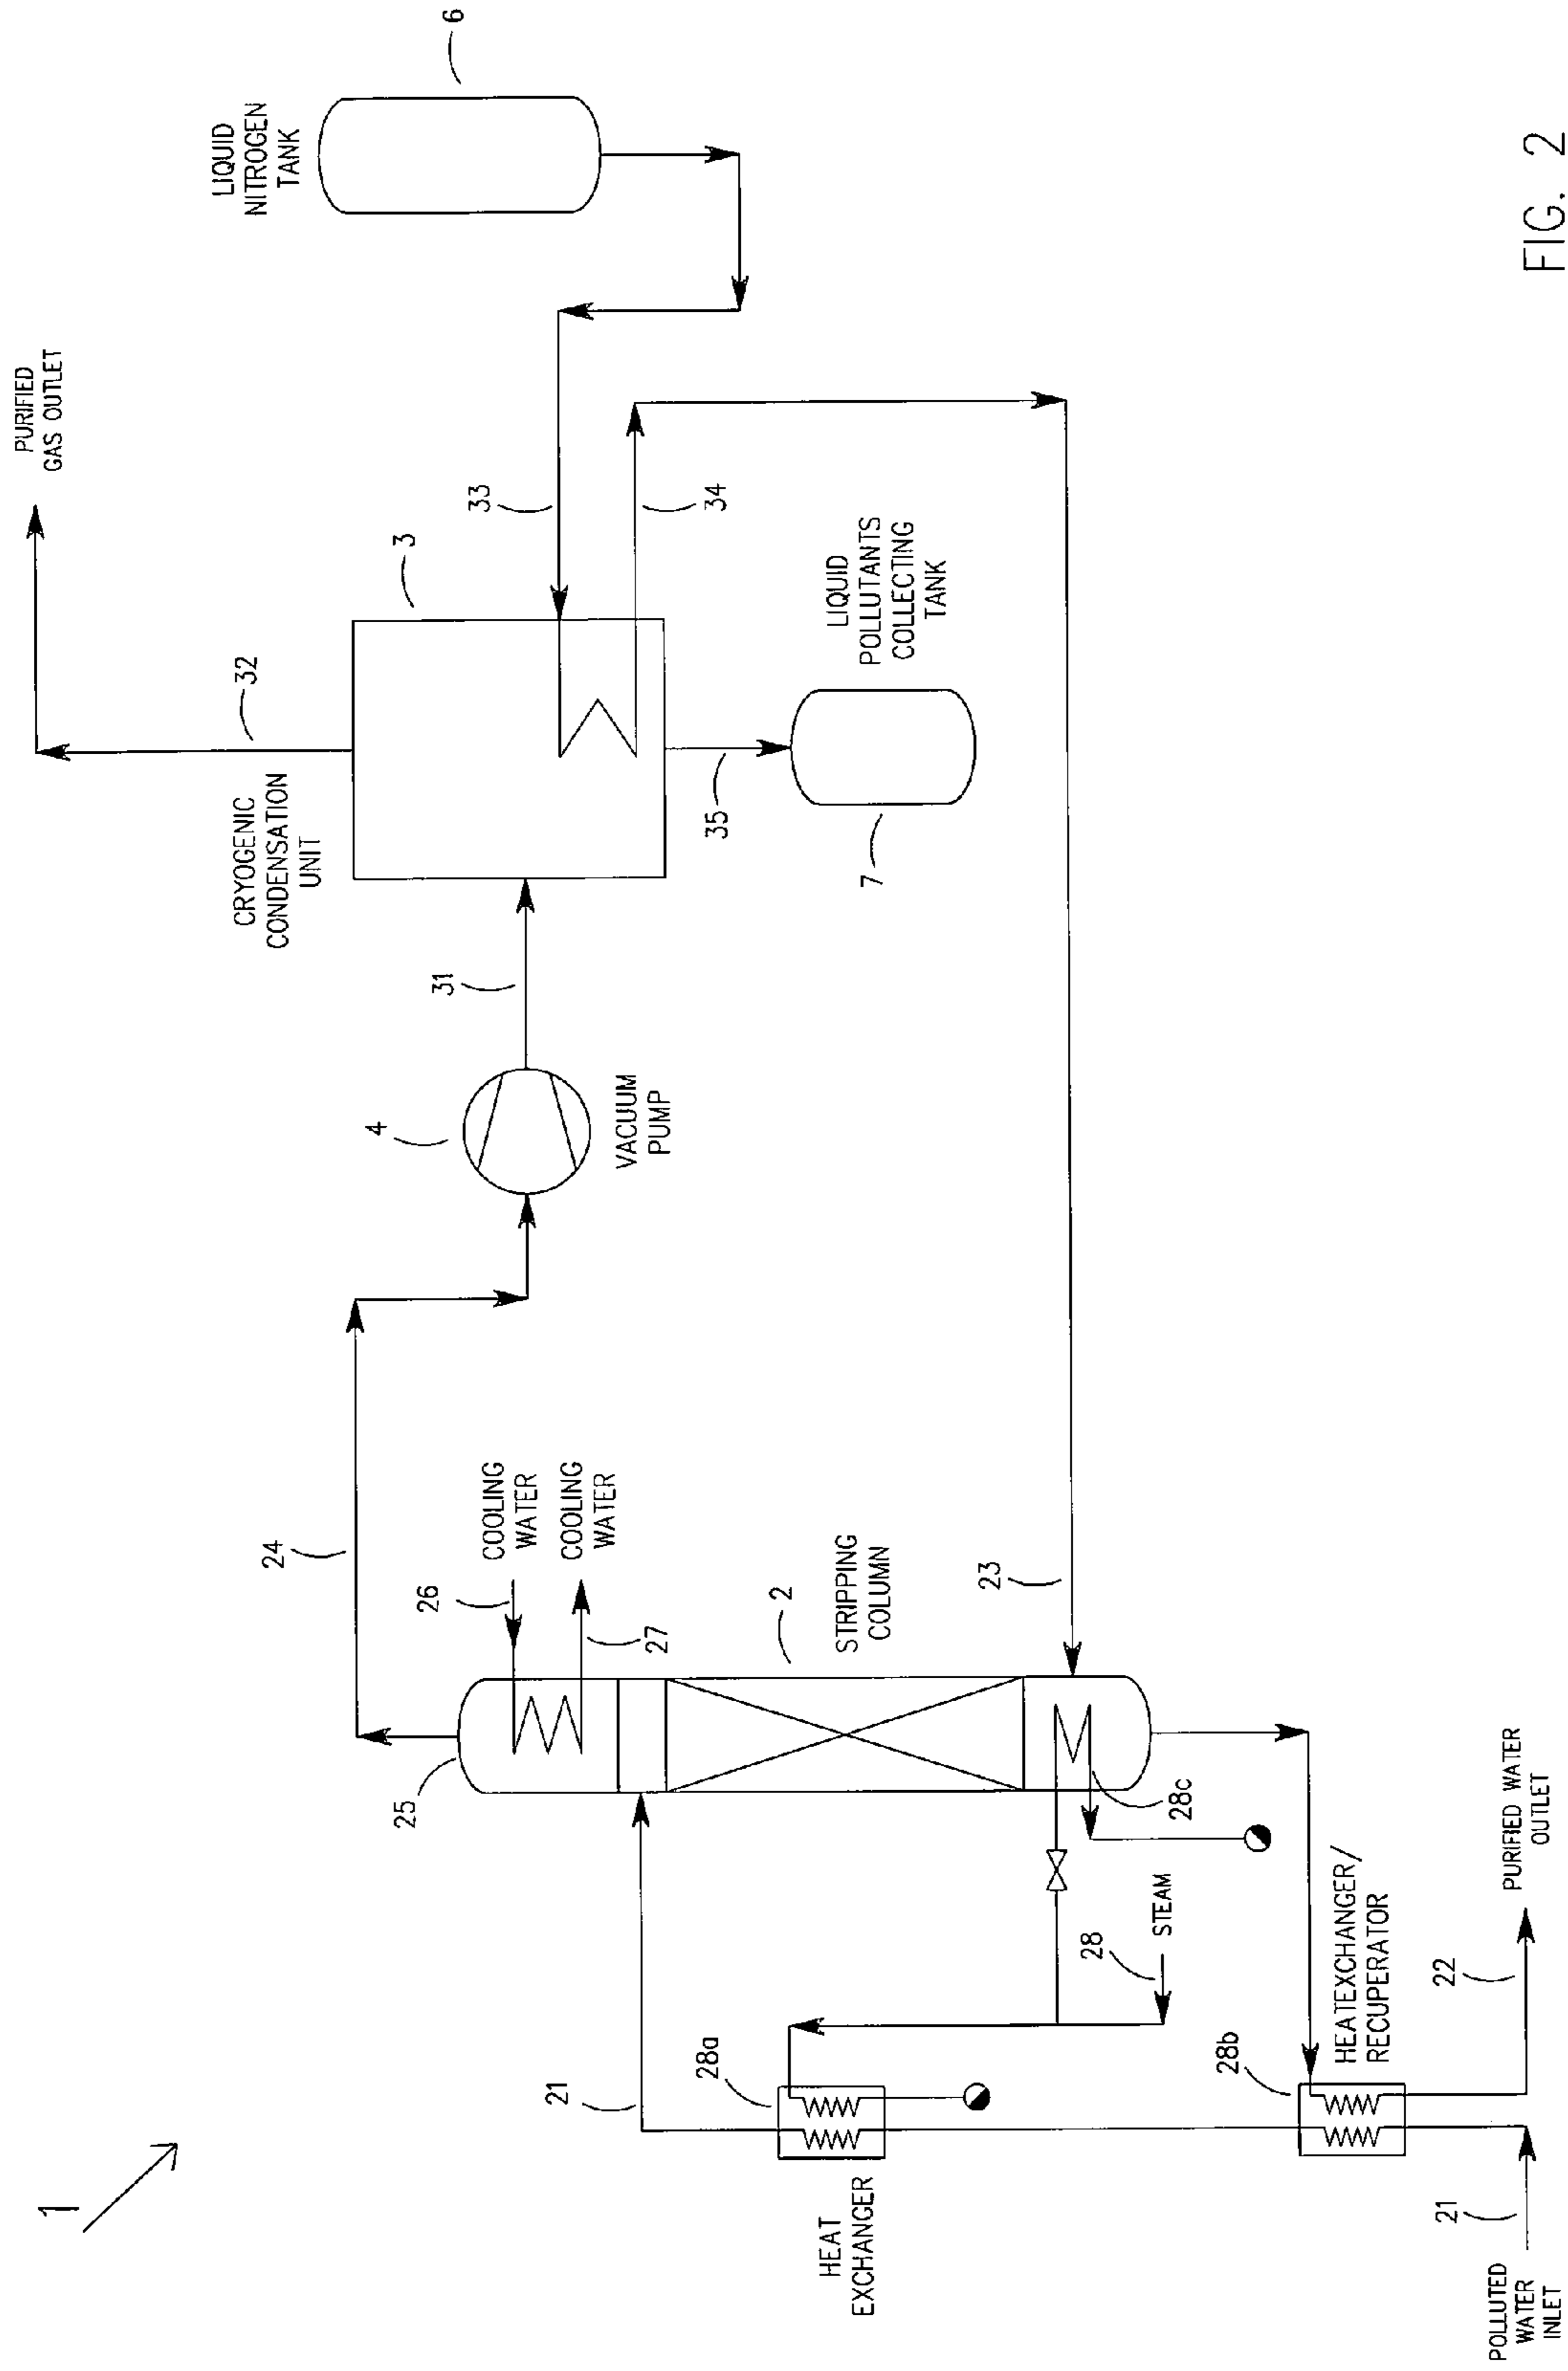 1
PURIFIED
GAS OUTLET
32
CRYOGENIC
CONDENSATION
UNIT
3
LIQUID
NITROGEN
TANK
6
24
4
31
33
VACUUM
PUMP
34
25
26
COOLING
WATER
27
COOLING
WATER
35
7
LIQUID
POLLUTANTS
COLLECTING
TANK
21
2
STRIPPING
COLUMN
28a
HEAT
EXCHANGER
23
28c
28
STEAM
28b
HEATEXCHANGER/
RECUPERATOR
21
POLLUTED
WATER
INLET
22
PURIFIED WATER
OUTLET
FIG. 2